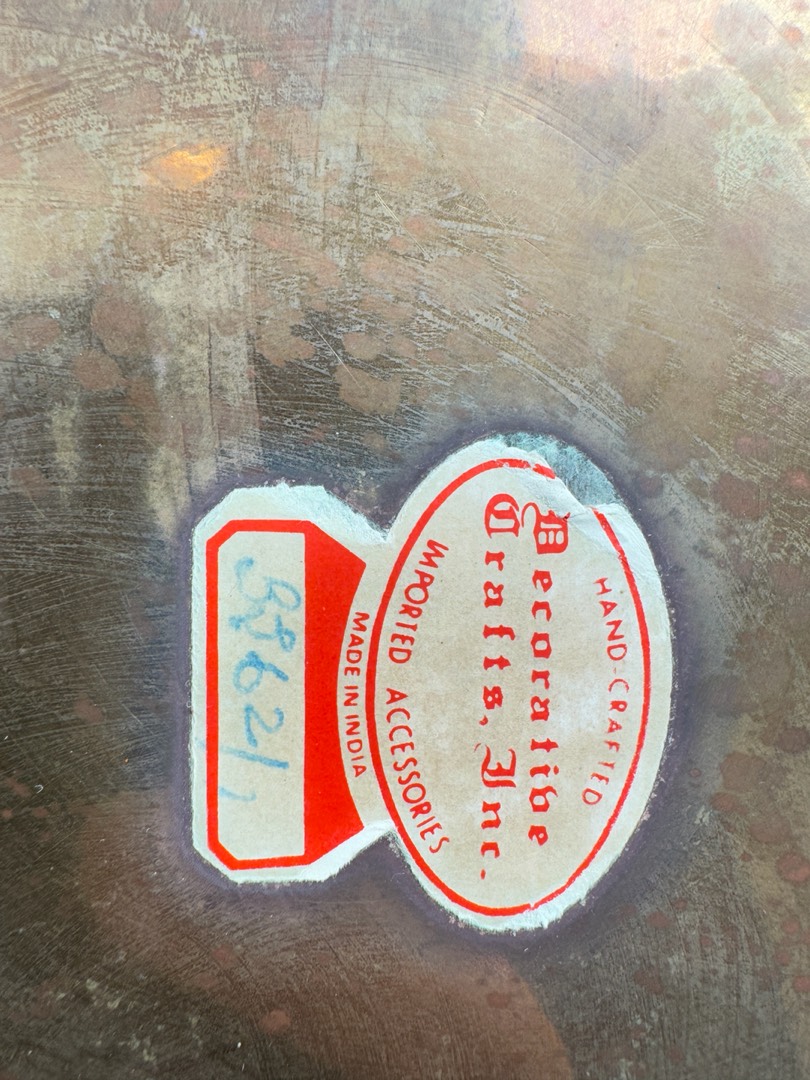 HAND-CRAFTED
Decorative
Crafts, Inc.
IMPORTED ACCESSORIES
MADE IN INDIA